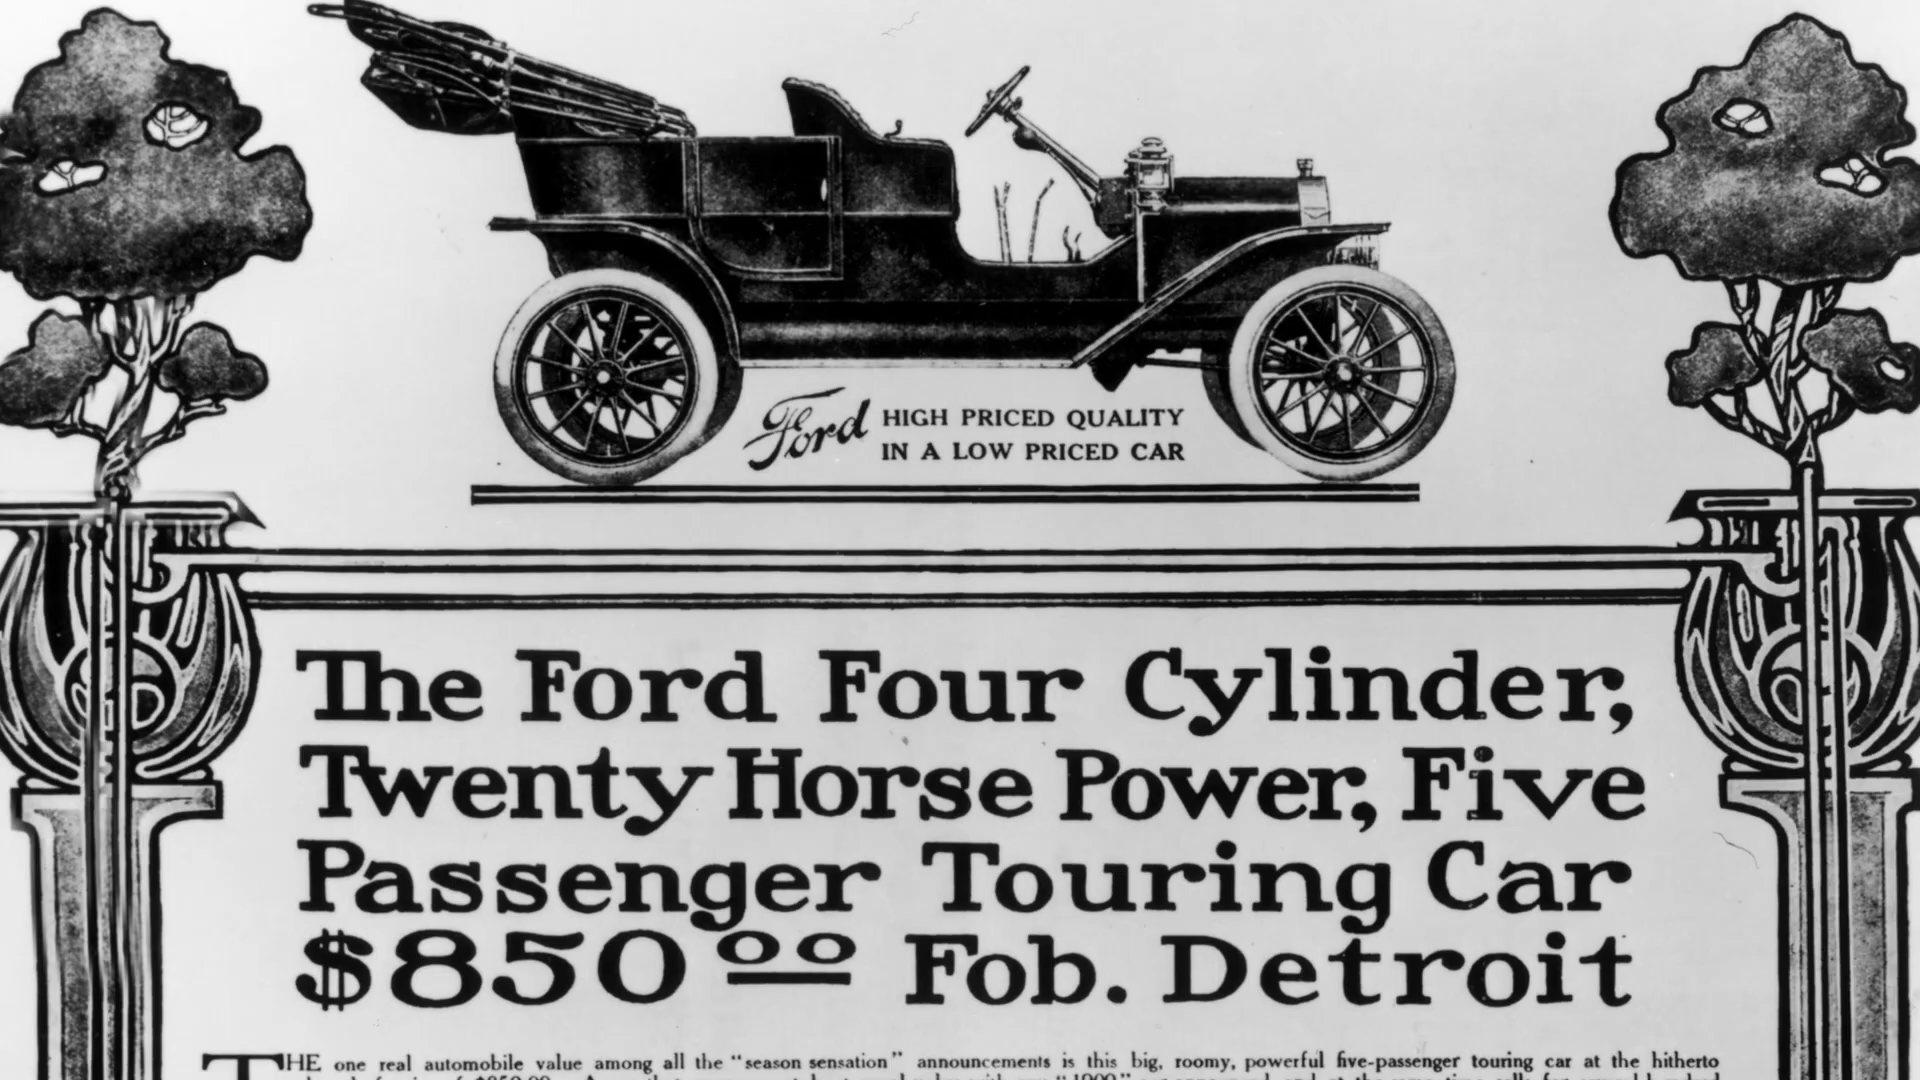 Ford HIGH PRICED QUALITY
IN A LOW PRICED CAR
The Ford Four Cylinder,
Twenty Horse Power, Five
Passenger Touring Car
$850.00 Fob. Detroit
THE one real automobile value among all the "season sensation" announcements is this big, roomy, powerful five-passenger touring car at the hitherto